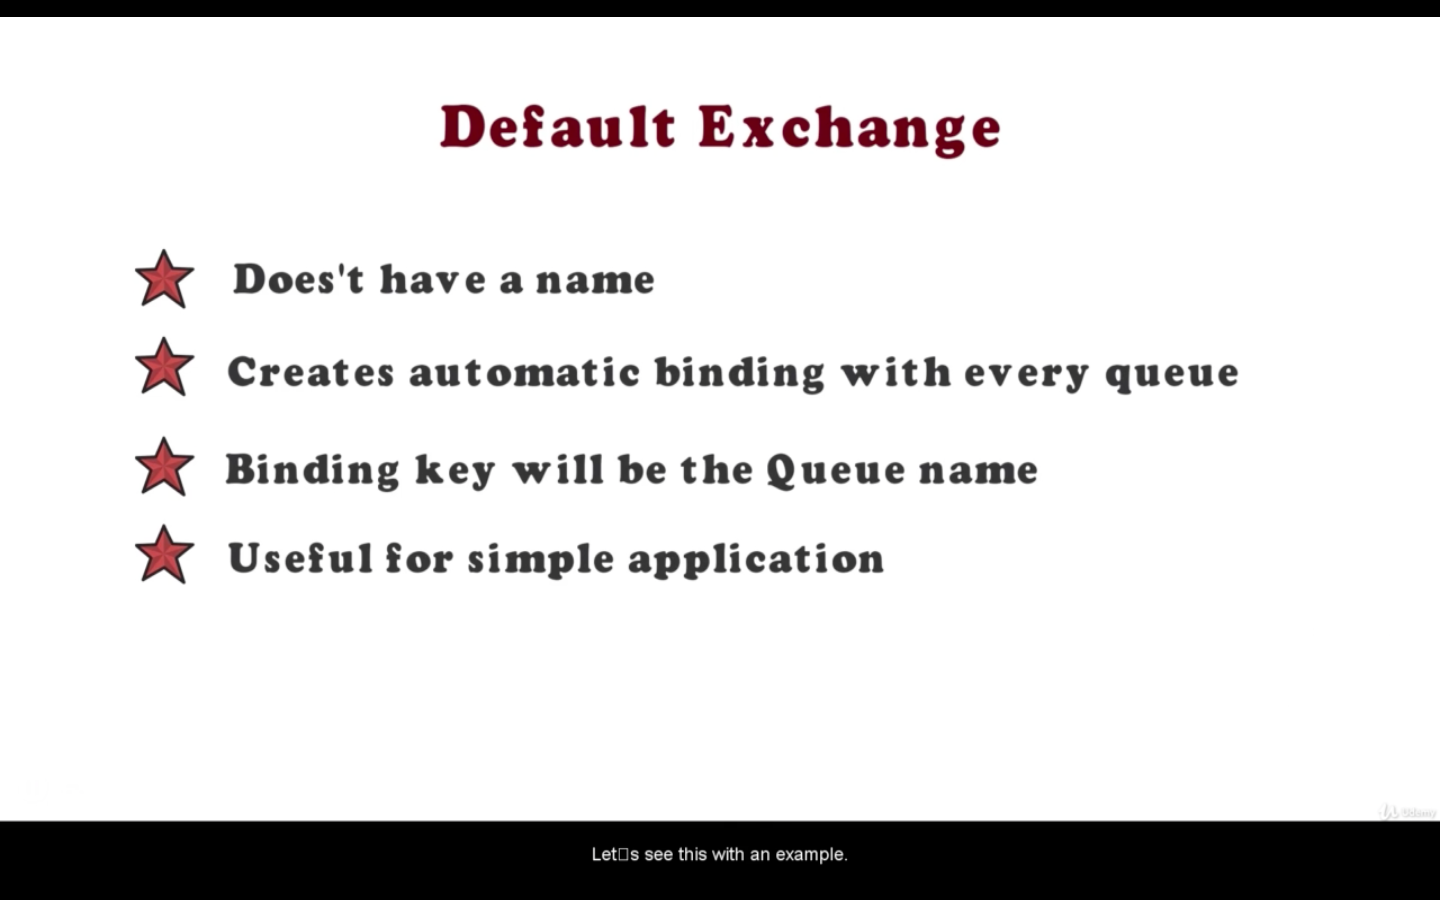 Default Exchange
Does't have a name
Creates automatic binding with every queue
Binding key will be the Queue name
Useful for simple application
Udemy
Let□s see this with an example.